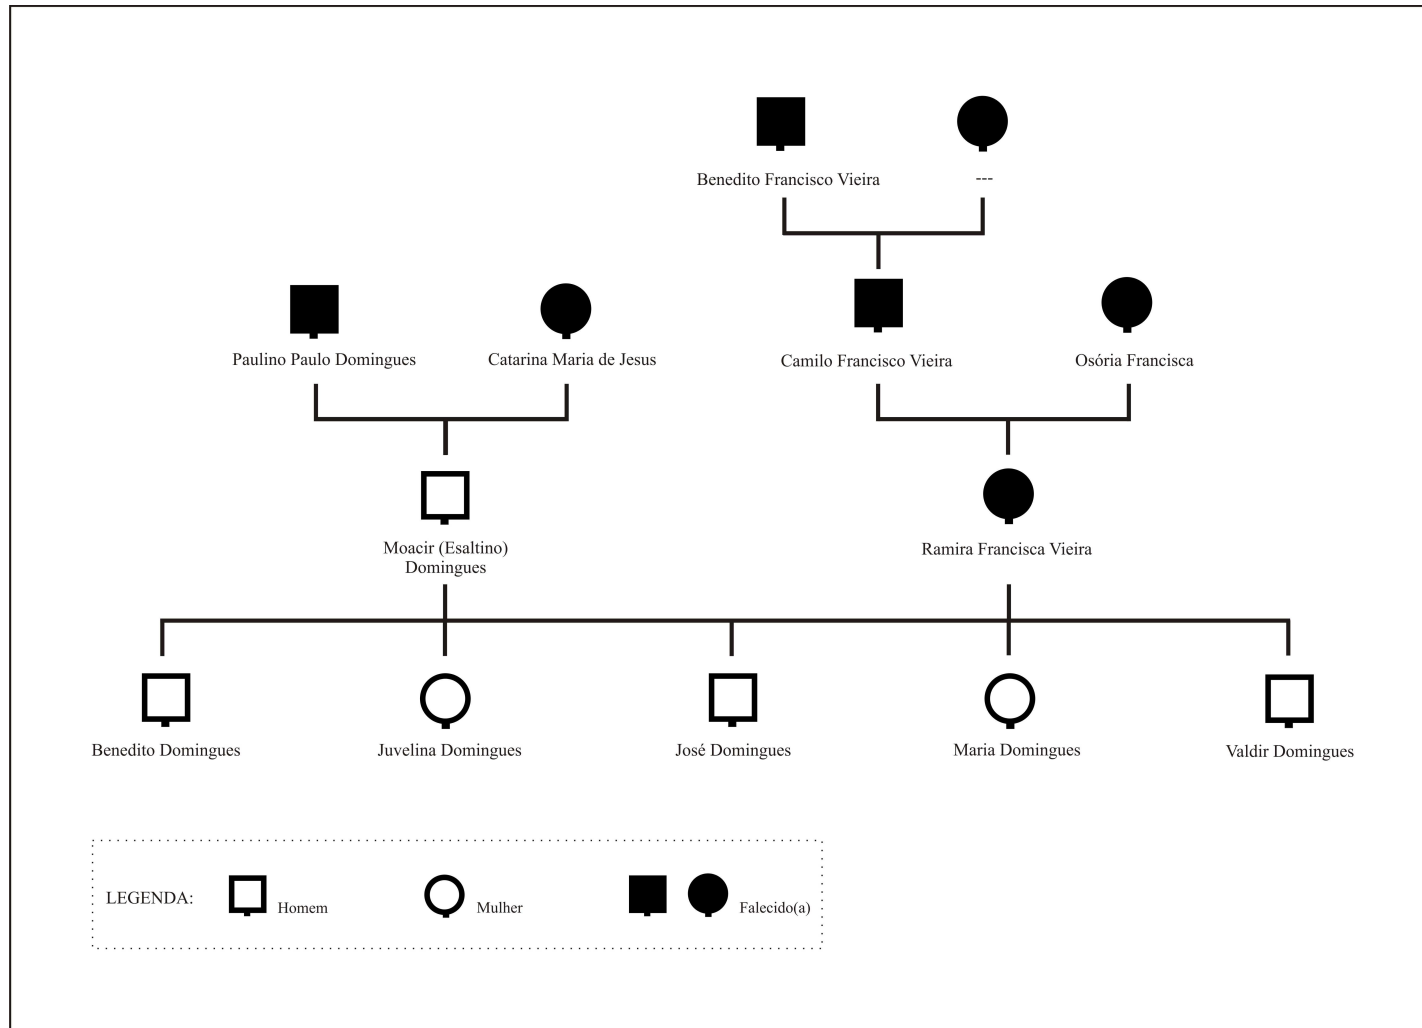 Benedito Francisco Vieira
---
Paulino Paulo Domingues
Catarina Maria de Jesus
Camilo Francisco Vieira
Osória Francisca
Moacir (Esaltino)
Domingues
Ramira Francisca Vieira
Benedito Domingues
Juvelina Domingues
José Domingues
Maria Domingues
Valdir Domingues
LEGENDA:
Homem
Mulher
Falecido(a)